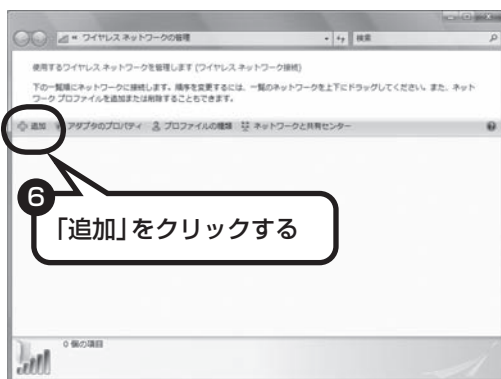 ワイヤレス ネットワークの管理
検索
使用するワイヤレス ネットワークを管理します (ワイヤレス ネットワーク接続)
下の一覧順にネットワークに接続します。順序を変更するには、一覧のネットワークを上下にドラッグしてください。また、ネット
ワーク プロファイルを追加または削除することもできます。
追加 アダプタのプロパティ プロファイルの種類 ネットワークと共有センター
6
「追加」をクリックする
0 個の項目